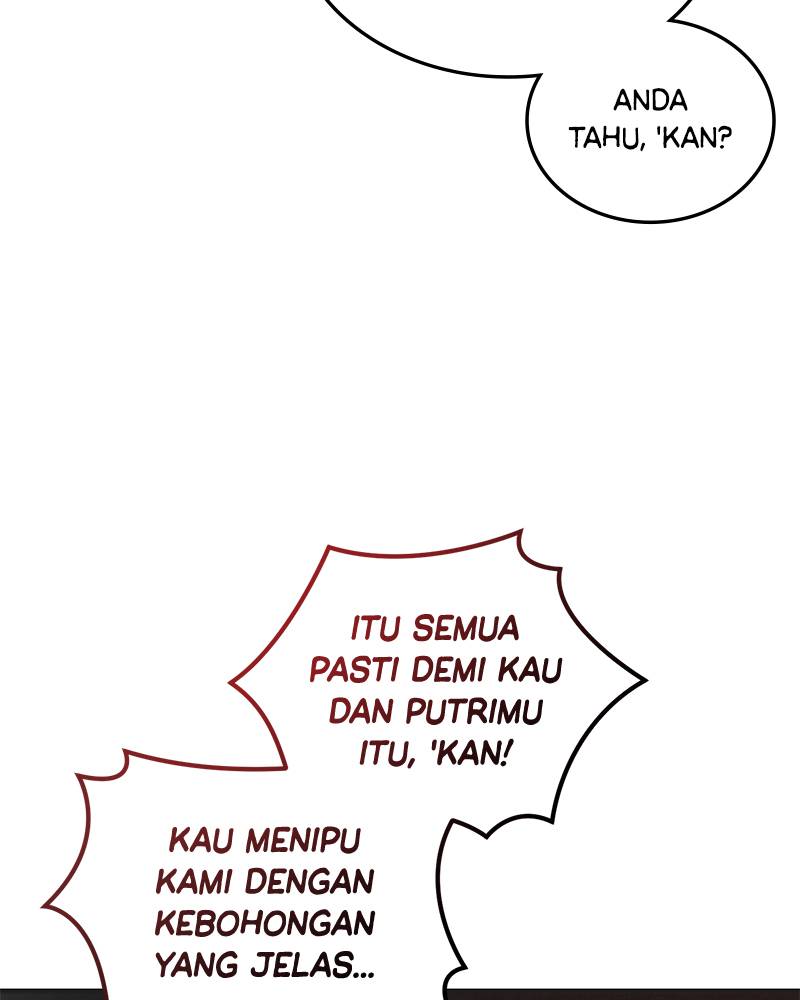 ANDA
TAHU, 'KAN?
ITU SEMUA
PASTI DEMI KAU
DAN PUTRIMU
ITU, 'KAN!
KAU MENIPU
KAMI DENGAN
KEBOHONGAN
YANG JELAS...